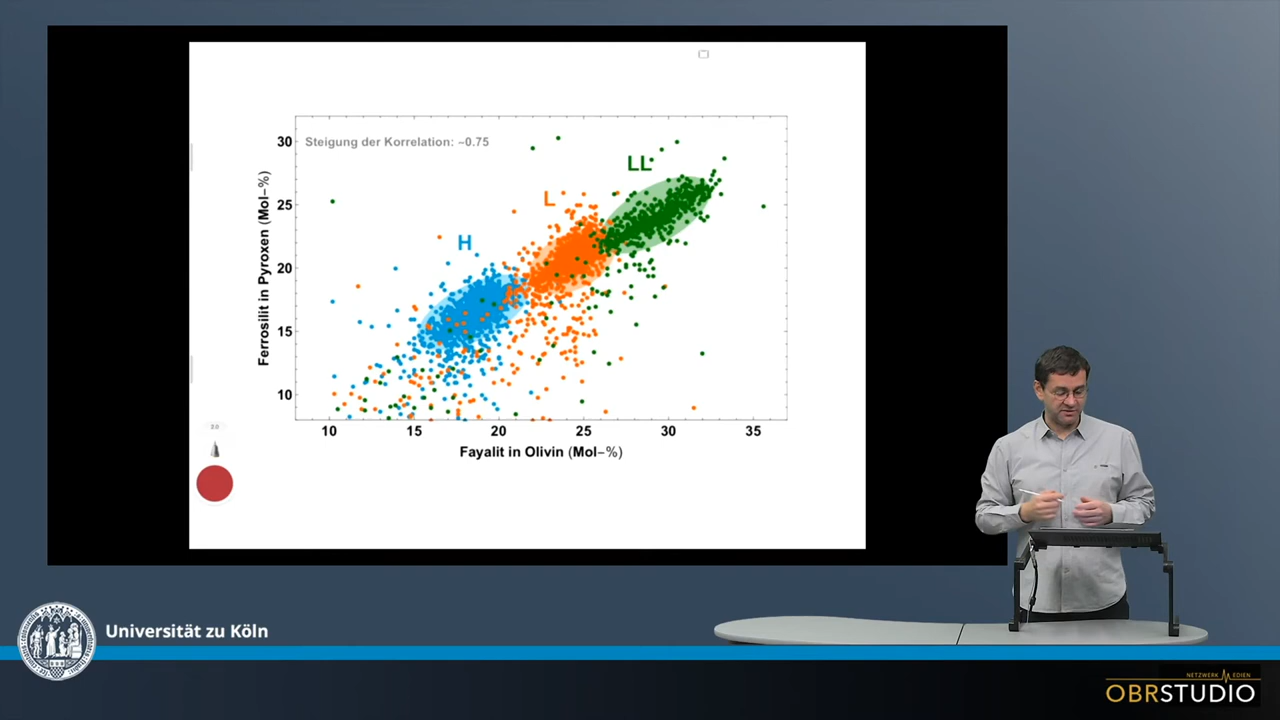 Steigung der Korrelation: ~0.75
LL
L
H
Ferrosilit in Pyroxen (Mol–%)
30
25
20
15
10
10 15 20 25 30 35
Fayalit in Olivin (Mol–%)
Universität zu Köln
NETZWERK MEDIEN
OBRSTUDIO